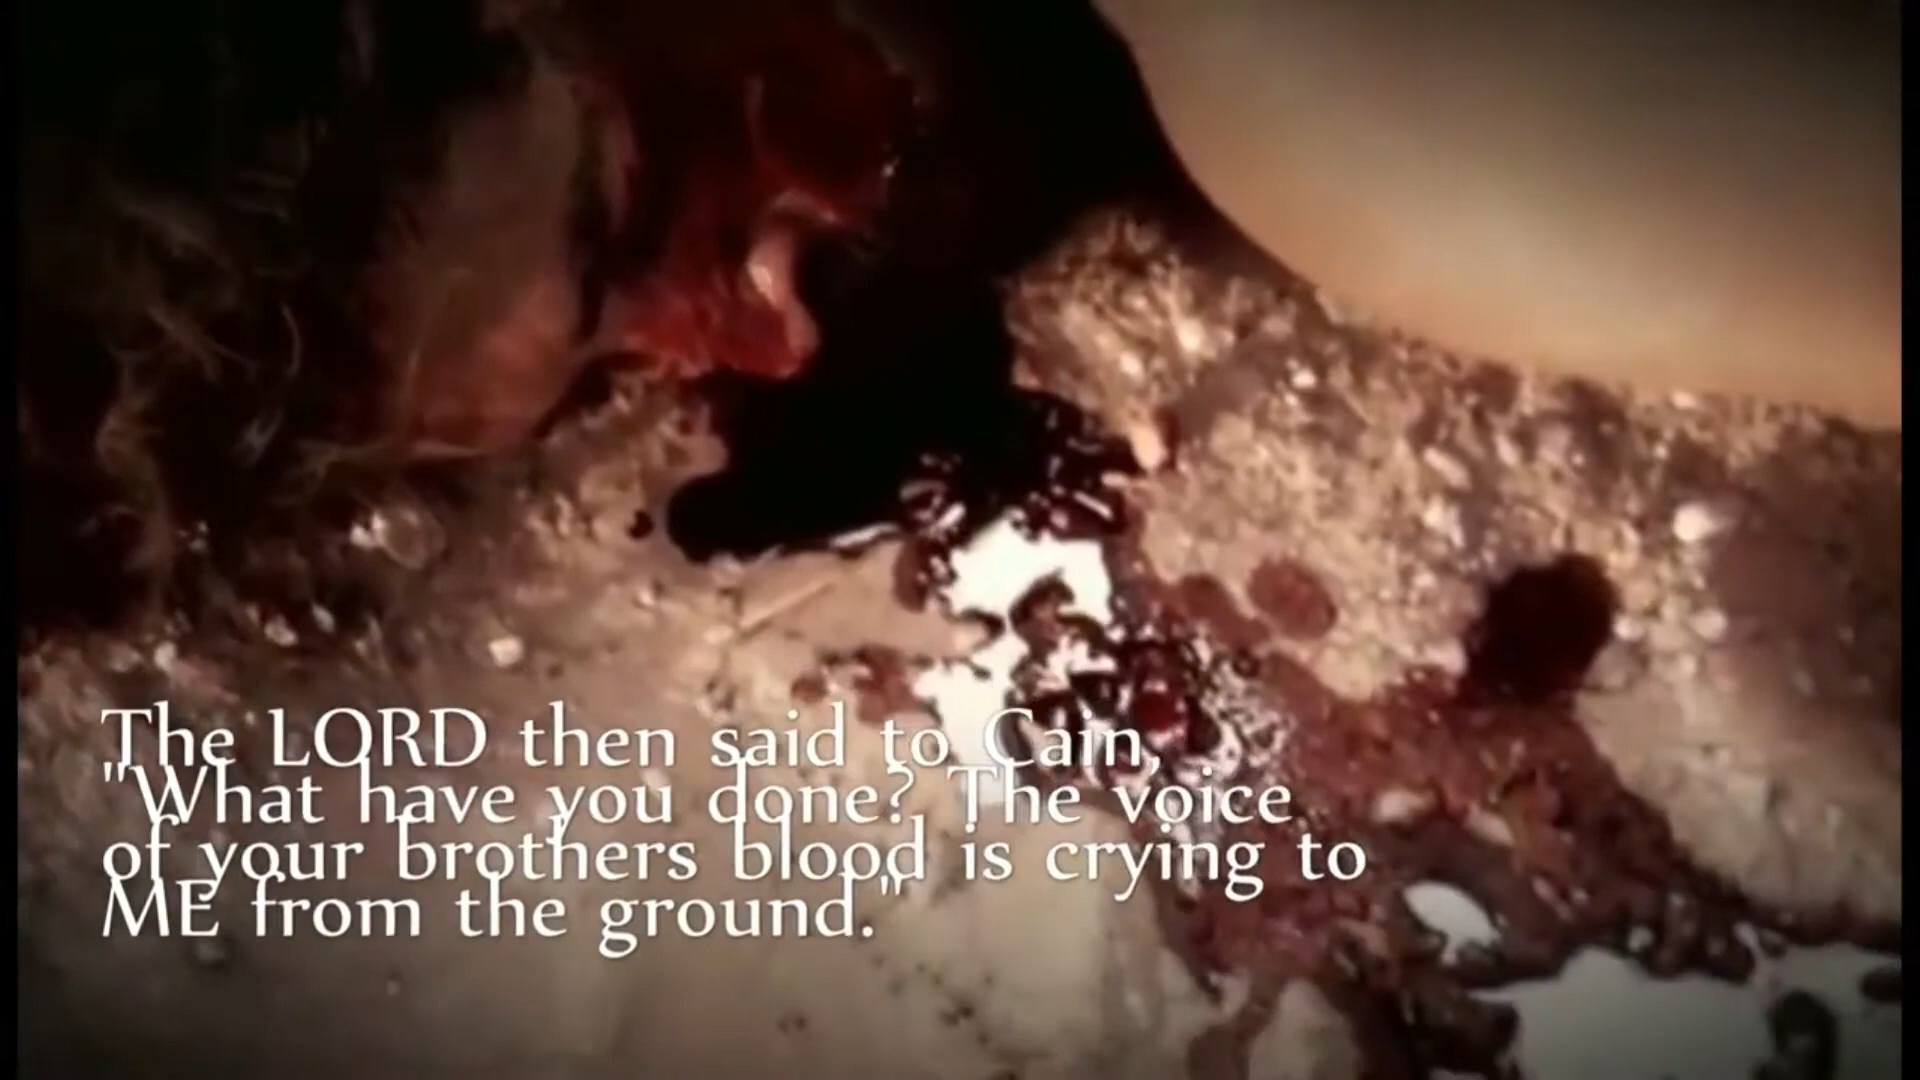 The LORD then said to Cain,
"What have you done? The voice
of your brothers blood is crying to
ME from the ground."